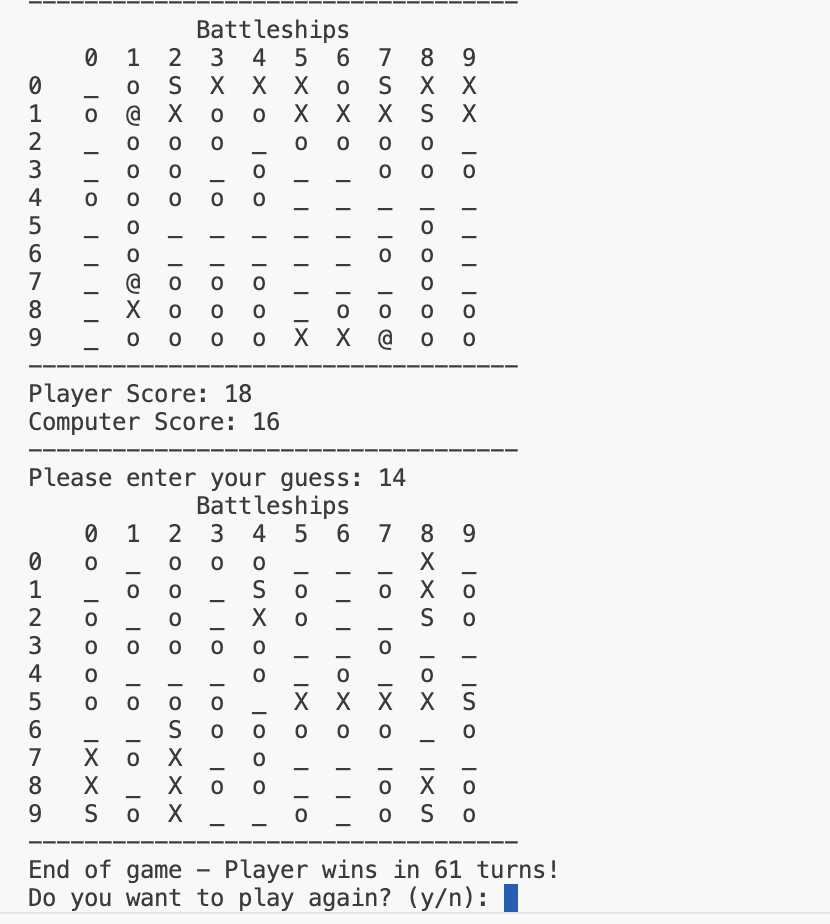 Battleships
0 1 2 3 4 5 6 7 8 9
0 _ o S X X X o S X X
1 o @ X o o X X X S X
2 _ o o o _ o o o o _
3 _ o o _ o _ _ o o o
4 o o o o o _ _ _ _ _
5 _ o _ _ _ _ _ _ o _
6 _ o _ _ _ _ _ o o _
7 _ @ o o o _ _ _ o _
8 _ X o o o _ o o o o
9 _ o o o o X X @ o o
Player Score: 18
Computer Score: 16
Please enter your guess: 14
Battleships
0 1 2 3 4 5 6 7 8 9
0 o _ o o o _ _ _ X _
1 _ o o _ S o _ o X o
2 o _ o _ X o _ _ S o
3 o o o o o _ _ o _ _
4 o _ _ _ o _ o _ o _
5 o o o o _ X X X X S
6 _ _ S o o o o o _ o
7 X o X _ o _ _ _ _ _
8 X _ X o o _ _ o X o
9 S o X _ _ o _ o S o
End of game – Player wins in 61 turns!
Do you want to play again? (y/n):